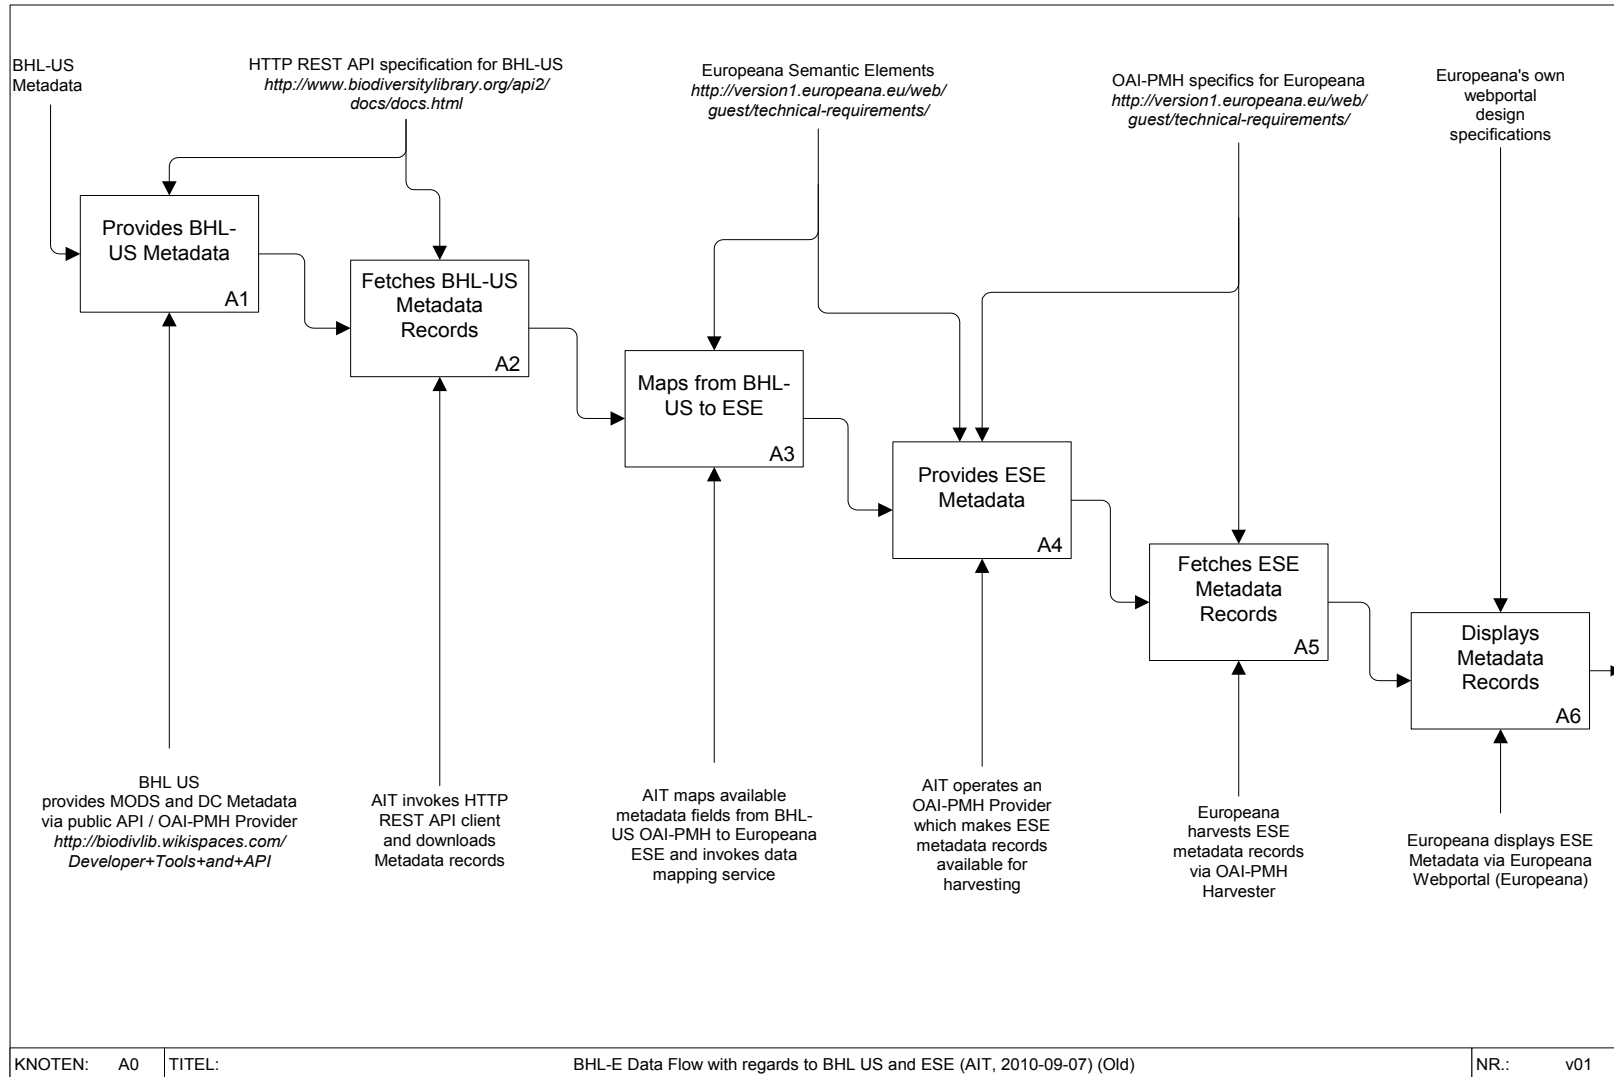 BHL-US
Metadata
HTTP REST API specification for BHL-US
http://www.biodiversitylibrary.org/api2/
docs/docs.html
Europeana Semantic Elements
http://version1.europeana.eu/web/
guest/technical-requirements/
OAI-PMH specifics for Europeana
http://version1.europeana.eu/web/
guest/technical-requirements/
Europeana's own
webportal
design
specifications
Provides BHL-
US Metadata
A1
Fetches BHL-US
Metadata
Records
A2
Maps from BHL-
US to ESE
A3
Provides ESE
Metadata
A4
Fetches ESE
Metadata
Records
A5
Displays
Metadata
Records
A6
BHL US
provides MODS and DC Metadata
via public API / OAI-PMH Provider
http://biodivlib.wikispaces.com/
Developer+Tools+and+API
AIT invokes HTTP
REST API client
and downloads
Metadata records
AIT maps available
metadata fields from BHL-
US OAI-PMH to Europeana
ESE and invokes data
mapping service
AIT operates an
OAI-PMH Provider
which makes ESE
metadata records
available for
harvesting
Europeana
harvests ESE
metadata records
via OAI-PMH
Harvester
Europeana displays ESE
Metadata via Europeana
Webportal (Europeana)
KNOTEN: A0
TITEL:
BHL-E Data Flow with regards to BHL US and ESE (AIT, 2010-09-07) (Old)
NR.: v01